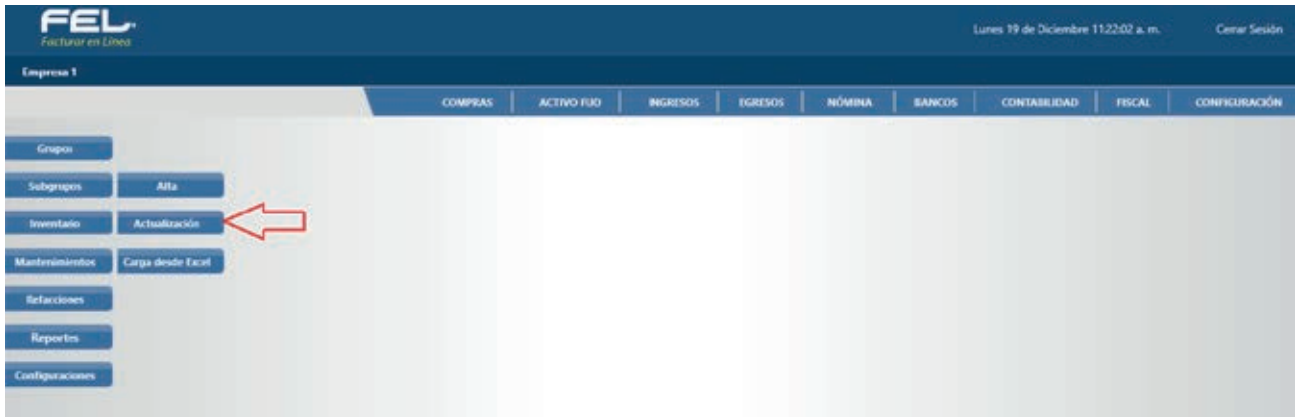 FEL
Facturar en Línea
Lunes 19 de Diciembre 11:22:02 a. m.
Cerrar Sesión
Empresa 1
COMPRAS
ACTIVO FIJO
INGRESOS
EGRESOS
NÓMINA
BANCOS
CONTABILIDAD
FISCAL
CONFIGURACIÓN
Grupos
Subgrupos
Alta
Inventario
Actualización
Mantenimientos
Carga desde Excel
Refacciones
Reportes
Configuraciones